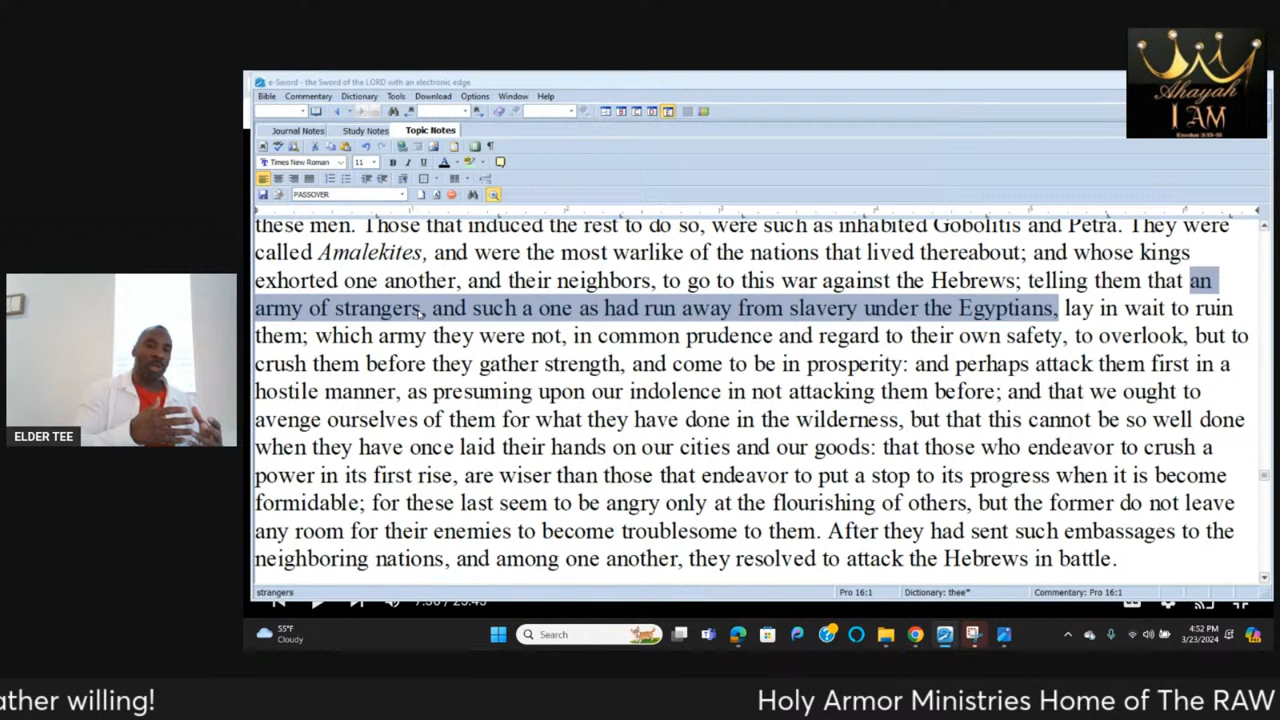 Ahayah
I AM
Exodus 3:13-15
e-Sword - the Sword of the LORD with an electronic edge
Bible Commentary Dictionary Tools Download Options Window Help
Journal Notes Study Notes Topic Notes
Times New Roman 11 B I U A
PASSOVER
these men. Those that induced the rest to do so, were such as inhabited Gobolitis and Petra. They were
called Amalekites, and were the most warlike of the nations that lived thereabout; and whose kings
exhorted one another, and their neighbors, to go to this war against the Hebrews; telling them that an
army of strangers, and such a one as had run away from slavery under the Egyptians, lay in wait to ruin
them; which army they were not, in common prudence and regard to their own safety, to overlook, but to
crush them before they gather strength, and come to be in prosperity: and perhaps attack them first in a
hostile manner, as presuming upon our indolence in not attacking them before; and that we ought to
avenge ourselves of them for what they have done in the wilderness, but that this cannot be so well done
when they have once laid their hands on our cities and our goods: that those who endeavor to crush a
power in its first rise, are wiser than those that endeavor to put a stop to its progress when it is become
formidable; for these last seem to be angry only at the flourishing of others, but the former do not leave
any room for their enemies to become troublesome to them. After they had sent such embassages to the
neighboring nations, and among one another, they resolved to attack the Hebrews in battle.
ELDER TEE
strangers Pro 16:1 Dictionary: thee* Commentary: Pro 16:1
55°F
Cloudy
Search
4:52 PM
3/23/2024
ather willing! Holy Armor Ministries Home of The RAW